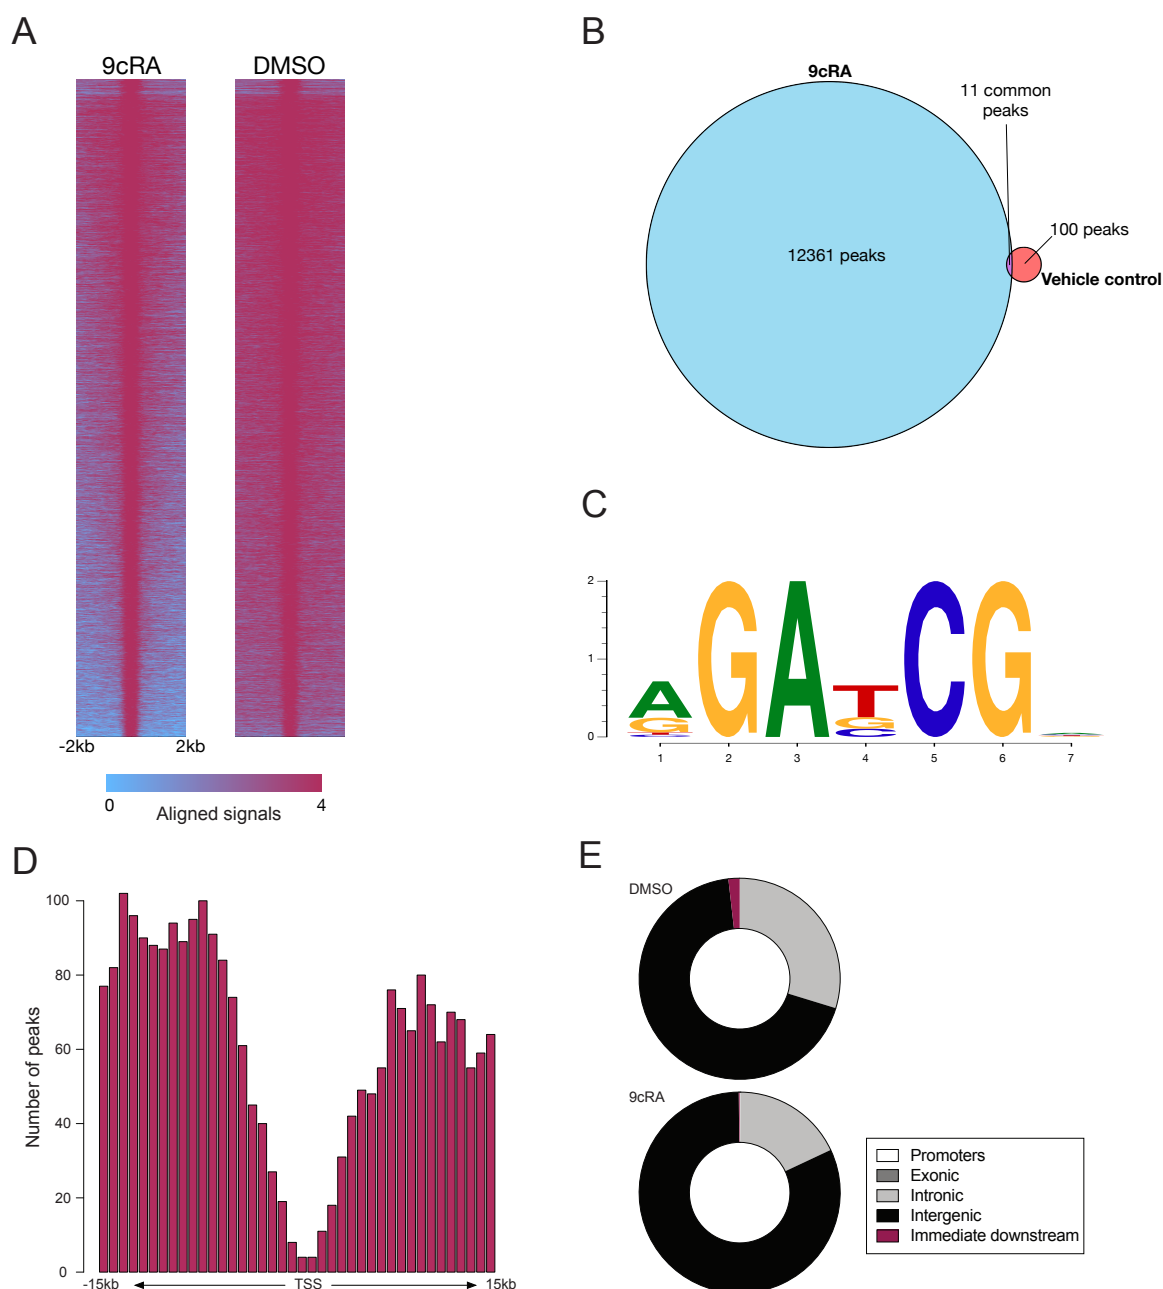 A
9cRA DMSO
-2kb 2kb
0 4
Aligned signals
B
9cRA
11 common
peaks
100 peaks
12361 peaks
Vehicle control
C
2
1
0
A G A T C G
G G
T C
C
1 2 3 4 5 6 7
D
Number of peaks
100
80
60
40
20
0
-15kb TSS 15kb
E
DMSO
9cRA
Promoters
Exonic
Intronic
Intergenic
Immediate downstream